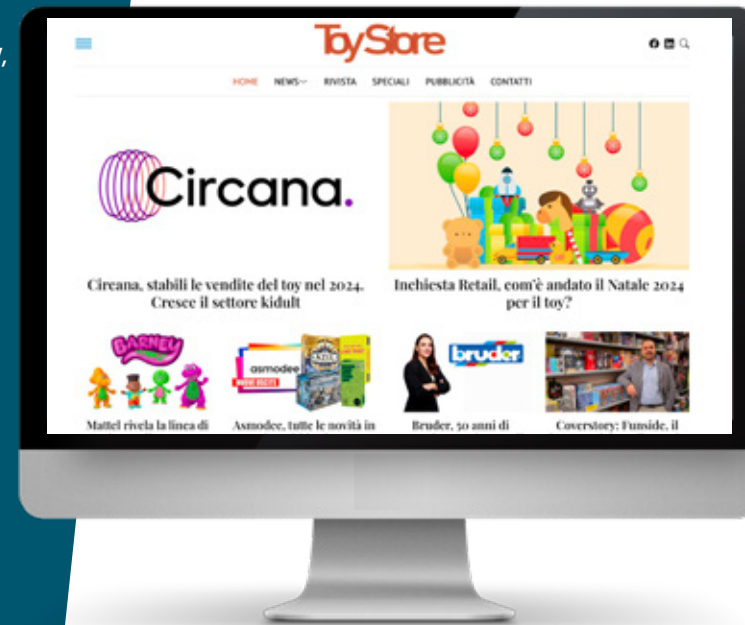 ToyStore
HOME NEWS RIVISTA SPECIALI PUBBLICITÀ CONTATTI
Circana.
Circana, stabili le vendite del toy nel 2024.
Cresce il settore kidult
Inchiesta Retail, com'è andato il Natale 2024
per il toy?
BARNEY
asmodee
NUOVE USCITE
bruder
Mattel rivela la linea di
Asmodee, tutte le novità in
Bruder, 50 anni di
Coverstory: Funside, il